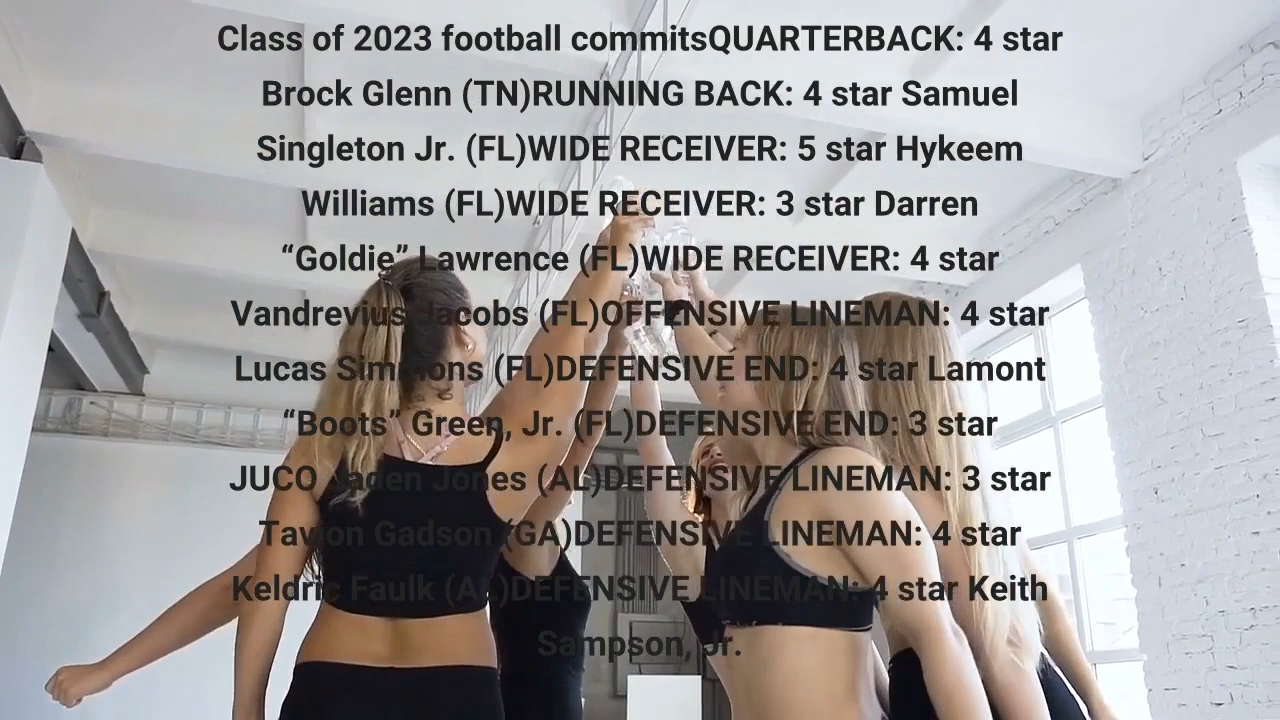 Class of 2023 football commitsQUARTERBACK: 4 star
Brock Glenn (TN)RUNNING BACK: 4 star Samuel
Singleton Jr. (FL)WIDE RECEIVER: 5 star Hykeem
Williams (FL)WIDE RECEIVER: 3 star Darren
“Goldie” Lawrence (FL)WIDE RECEIVER: 4 star
Vandrevius Jacobs (FL)OFFENSIVE LINEMAN: 4 star
Lucas Simmons (FL)DEFENSIVE END: 4 star Lamont
“Boots” Green, Jr. (FL)DEFENSIVE END: 3 star
JUCO Jaden Jones (AL)DEFENSIVE LINEMAN: 3 star
Tavion Gadson (GA)DEFENSIVE LINEMAN: 4 star
Keldric Faulk (AL)DEFENSIVE LINEMAN: 4 star Keith
Sampson, Jr.